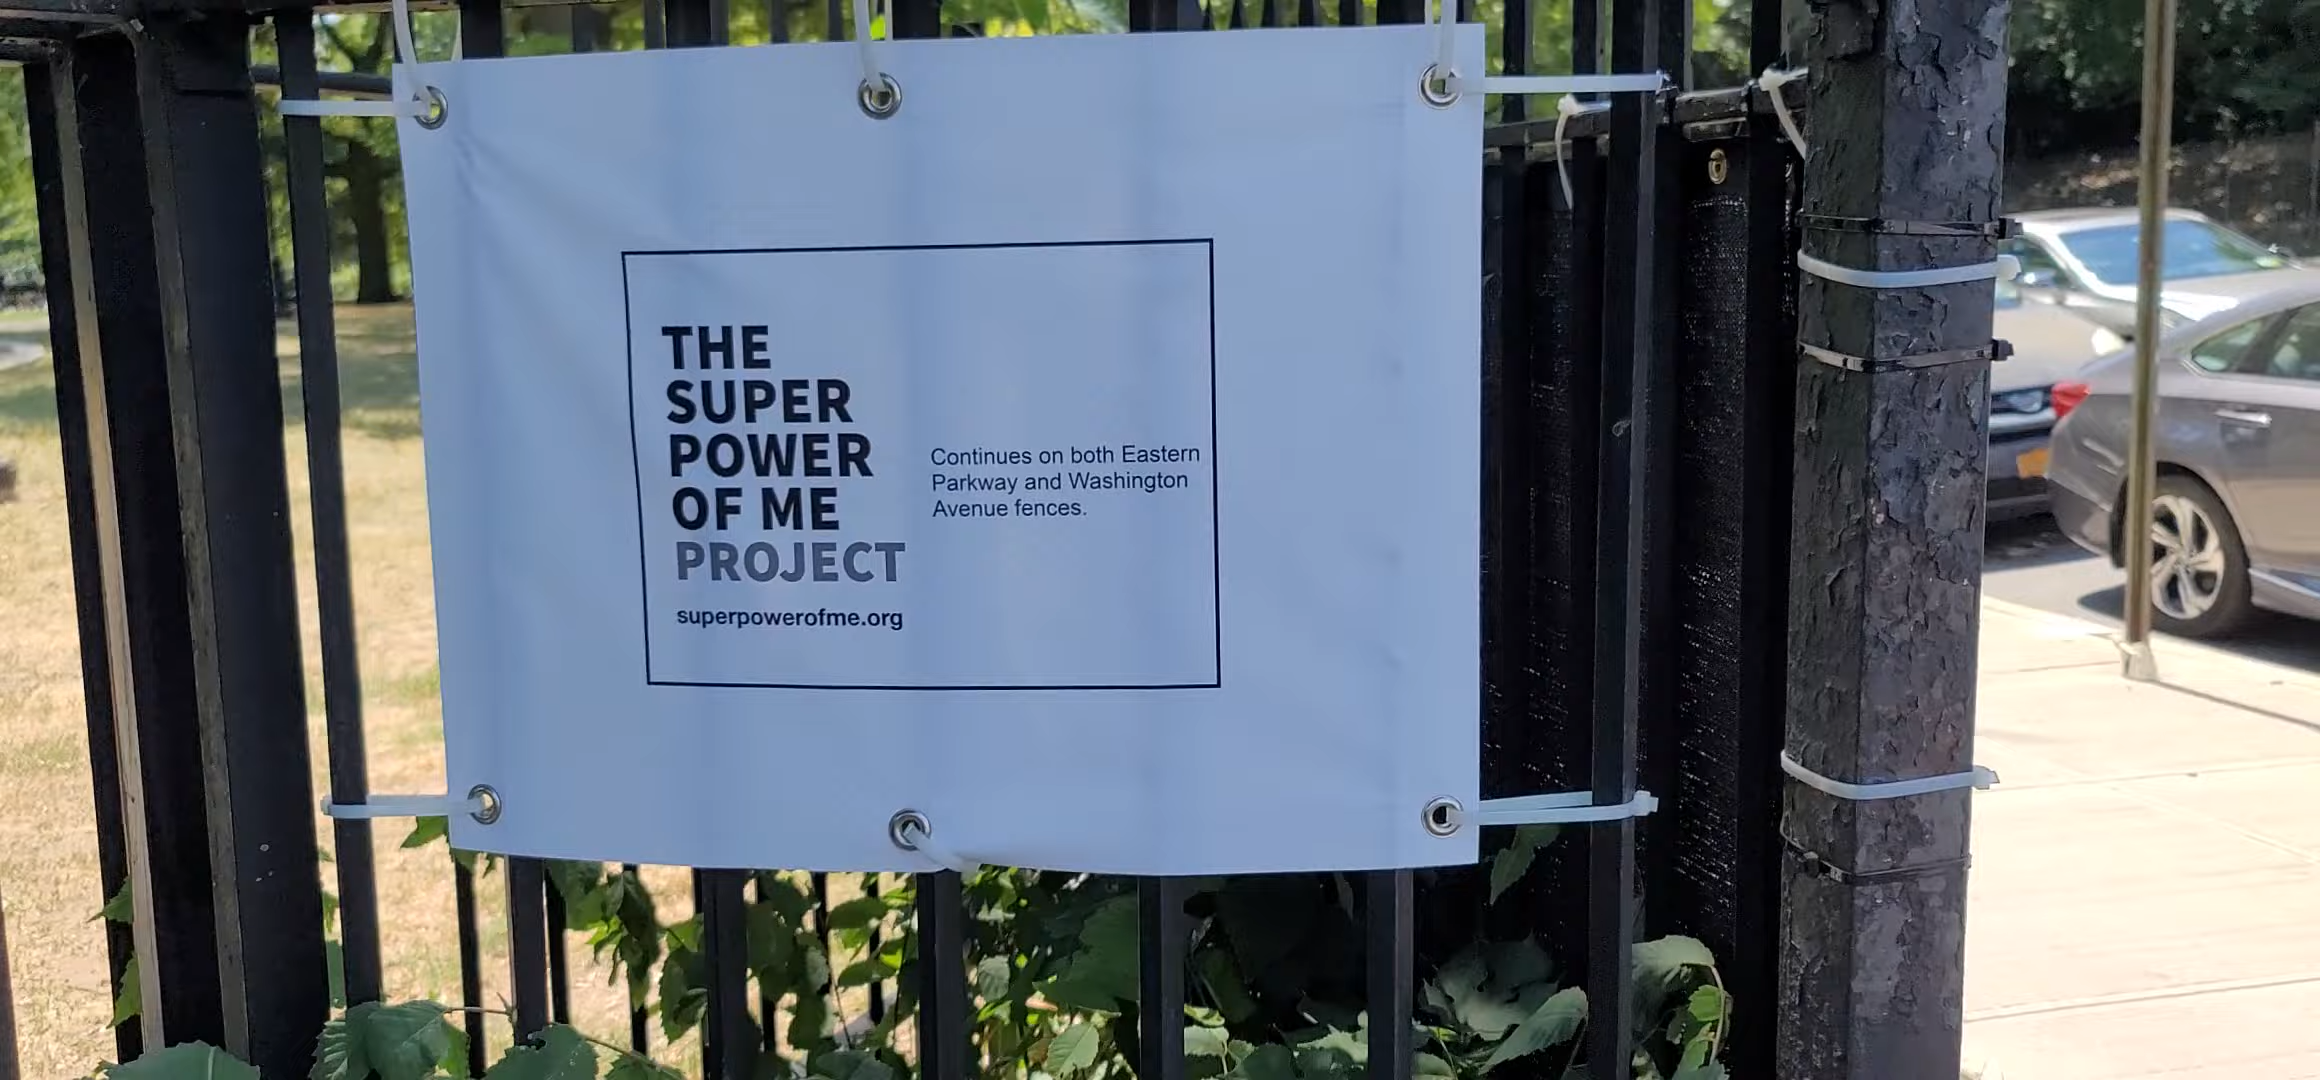 THE
SUPER
POWER
OF ME
PROJECT
superpowerofme.org
Continues on both Eastern
Parkway and Washington
Avenue fences.